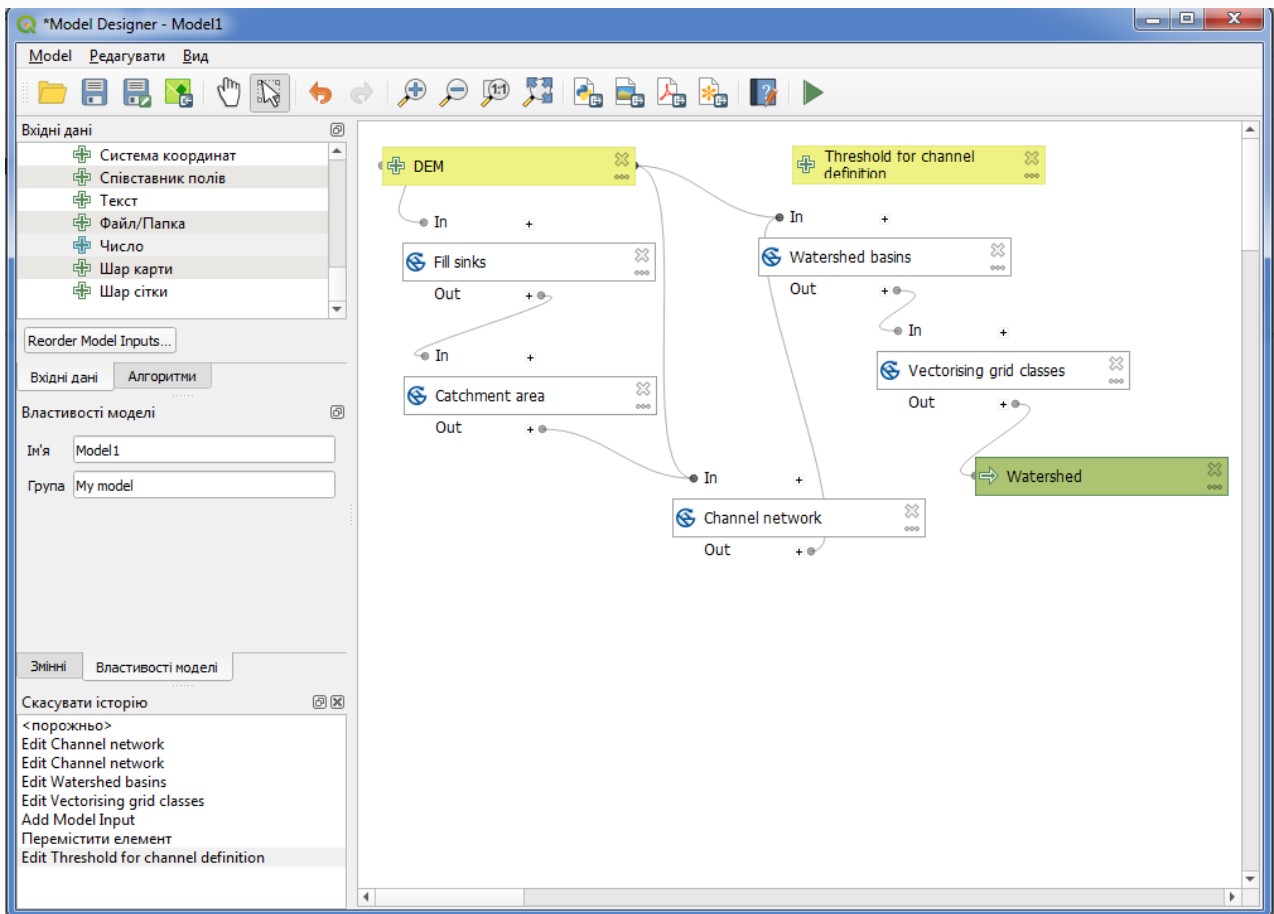 *Model Designer - Model1
Model Редагувати Вид
1:1
Вхідні дані
Система координат
Співставник полів
Текст
Файл/Папка
Число
Шар карти
Шар сітки
Reorder Model Inputs...
Вхідні дані Алгоритми
Властивості моделі
Ім'я Model1
Група My model
Змінні Властивості моделі
Скасувати історію
<порожньо>
Edit Channel network
Edit Channel network
Edit Watershed basins
Edit Vectorising grid classes
Add Model Input
Перемістити елемент
Edit Threshold for channel definition
DEM
Threshold for channel
definition
In
Fill sinks
Out
In
Catchment area
Out
In
Watershed basins
Out
In
Vectorising grid classes
Out
Watershed
In
Channel network
Out